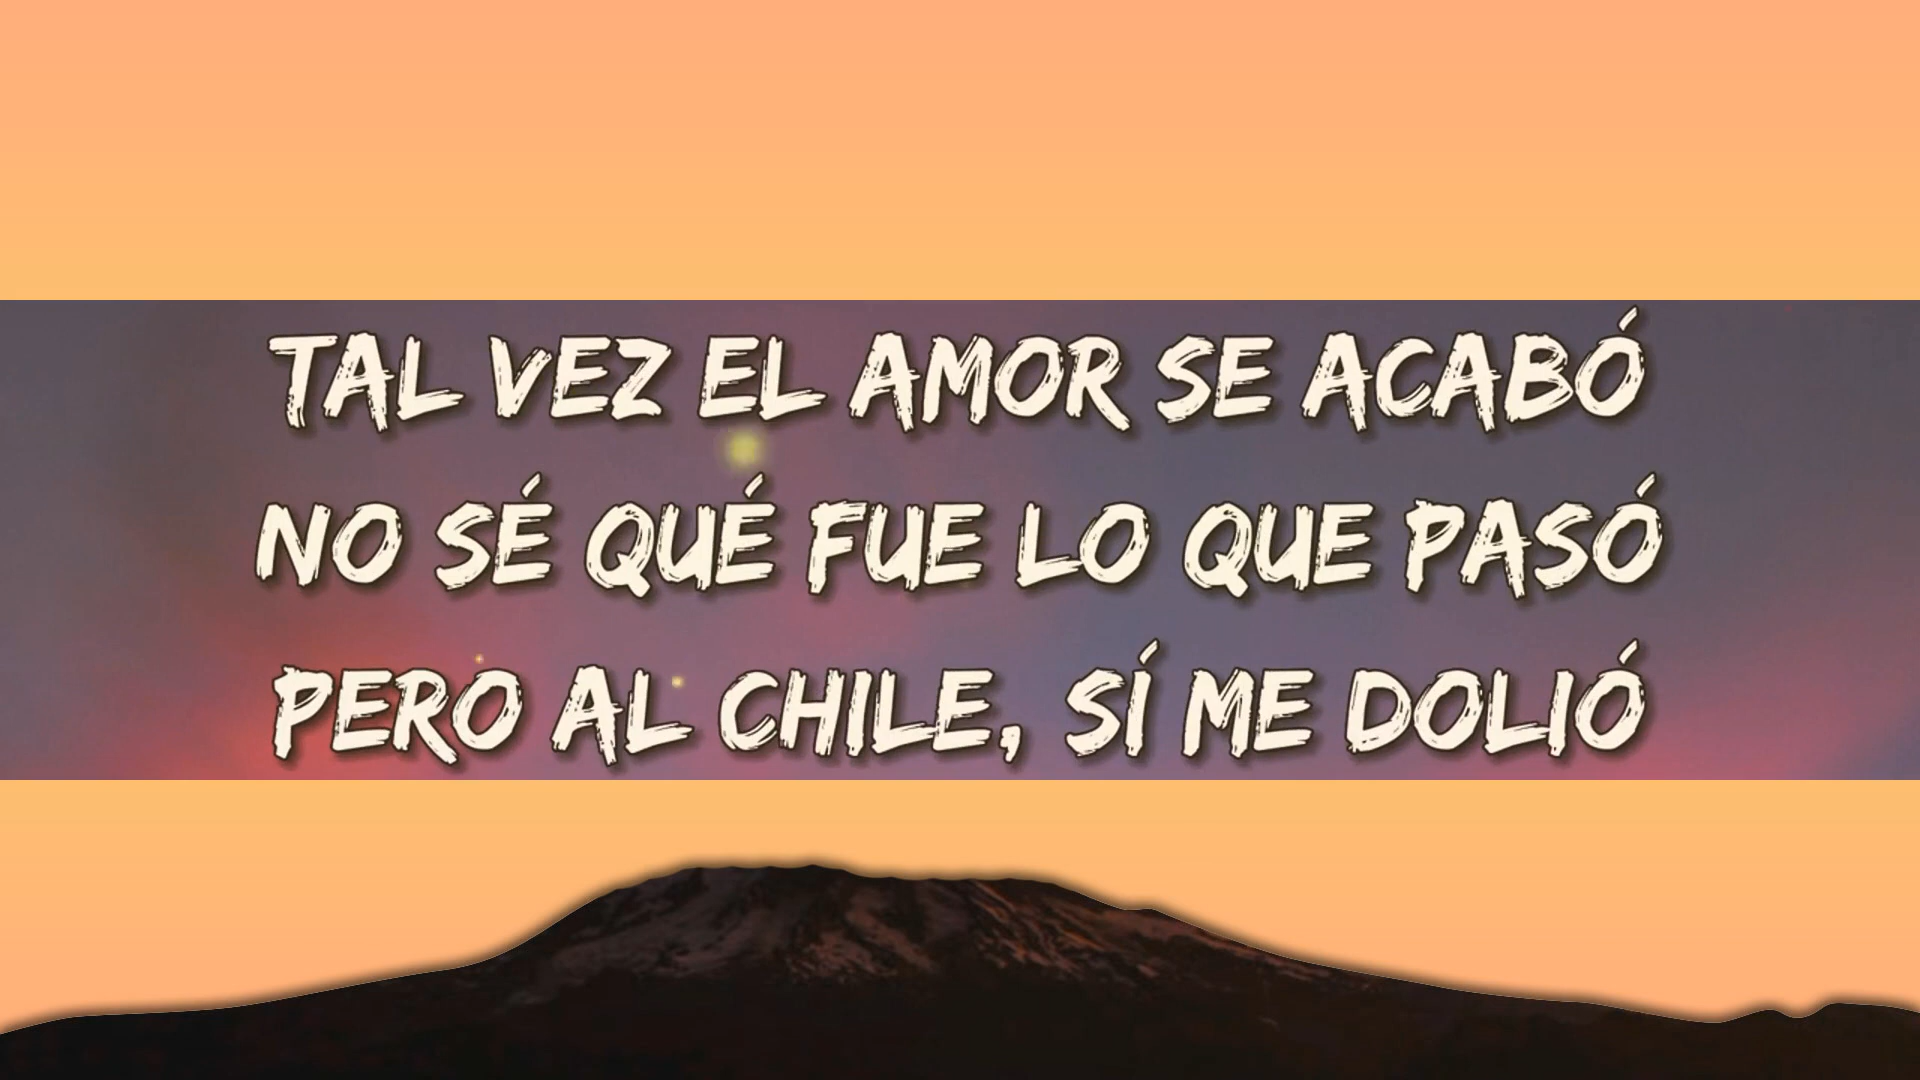 TAL VEZ EL AMOR SE ACABÓ
NO SÉ QUÉ FUE LO QUE PASÓ
PERO AL CHILE, SÍ ME DOLIÓ